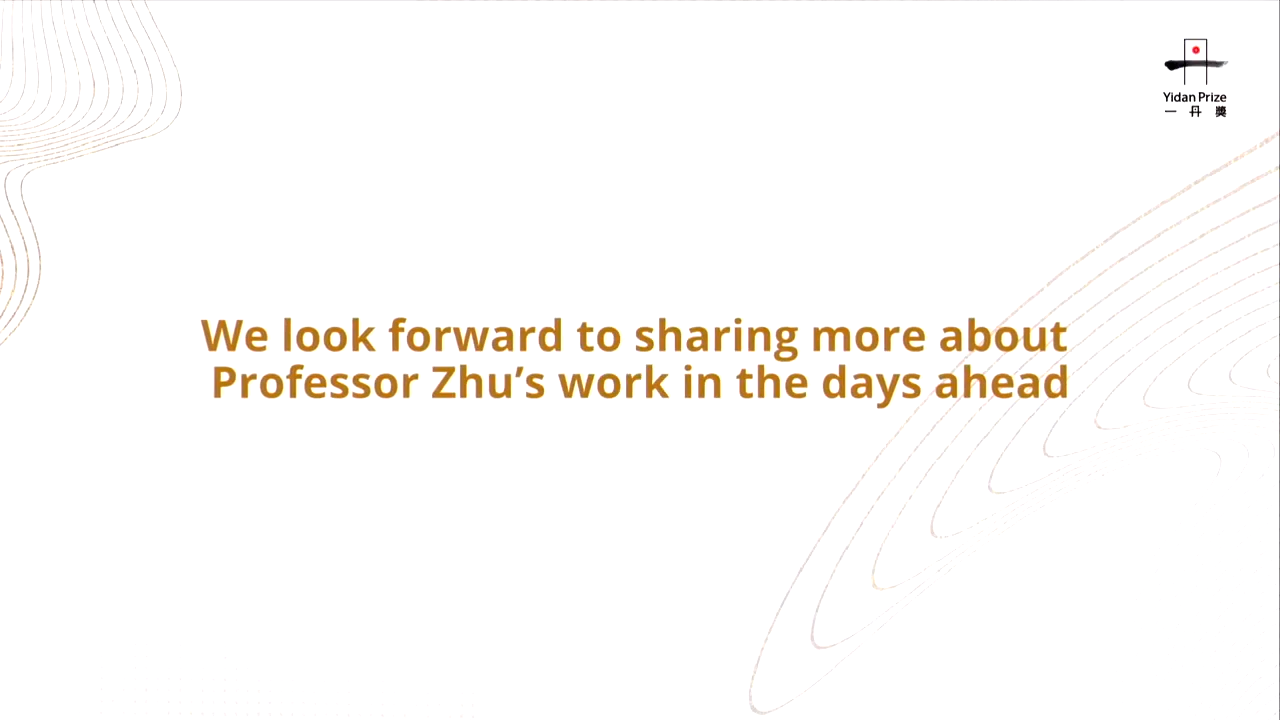 Yidan Prize
一 丹 獎
We look forward to sharing more about
Professor Zhu’s work in the days ahead